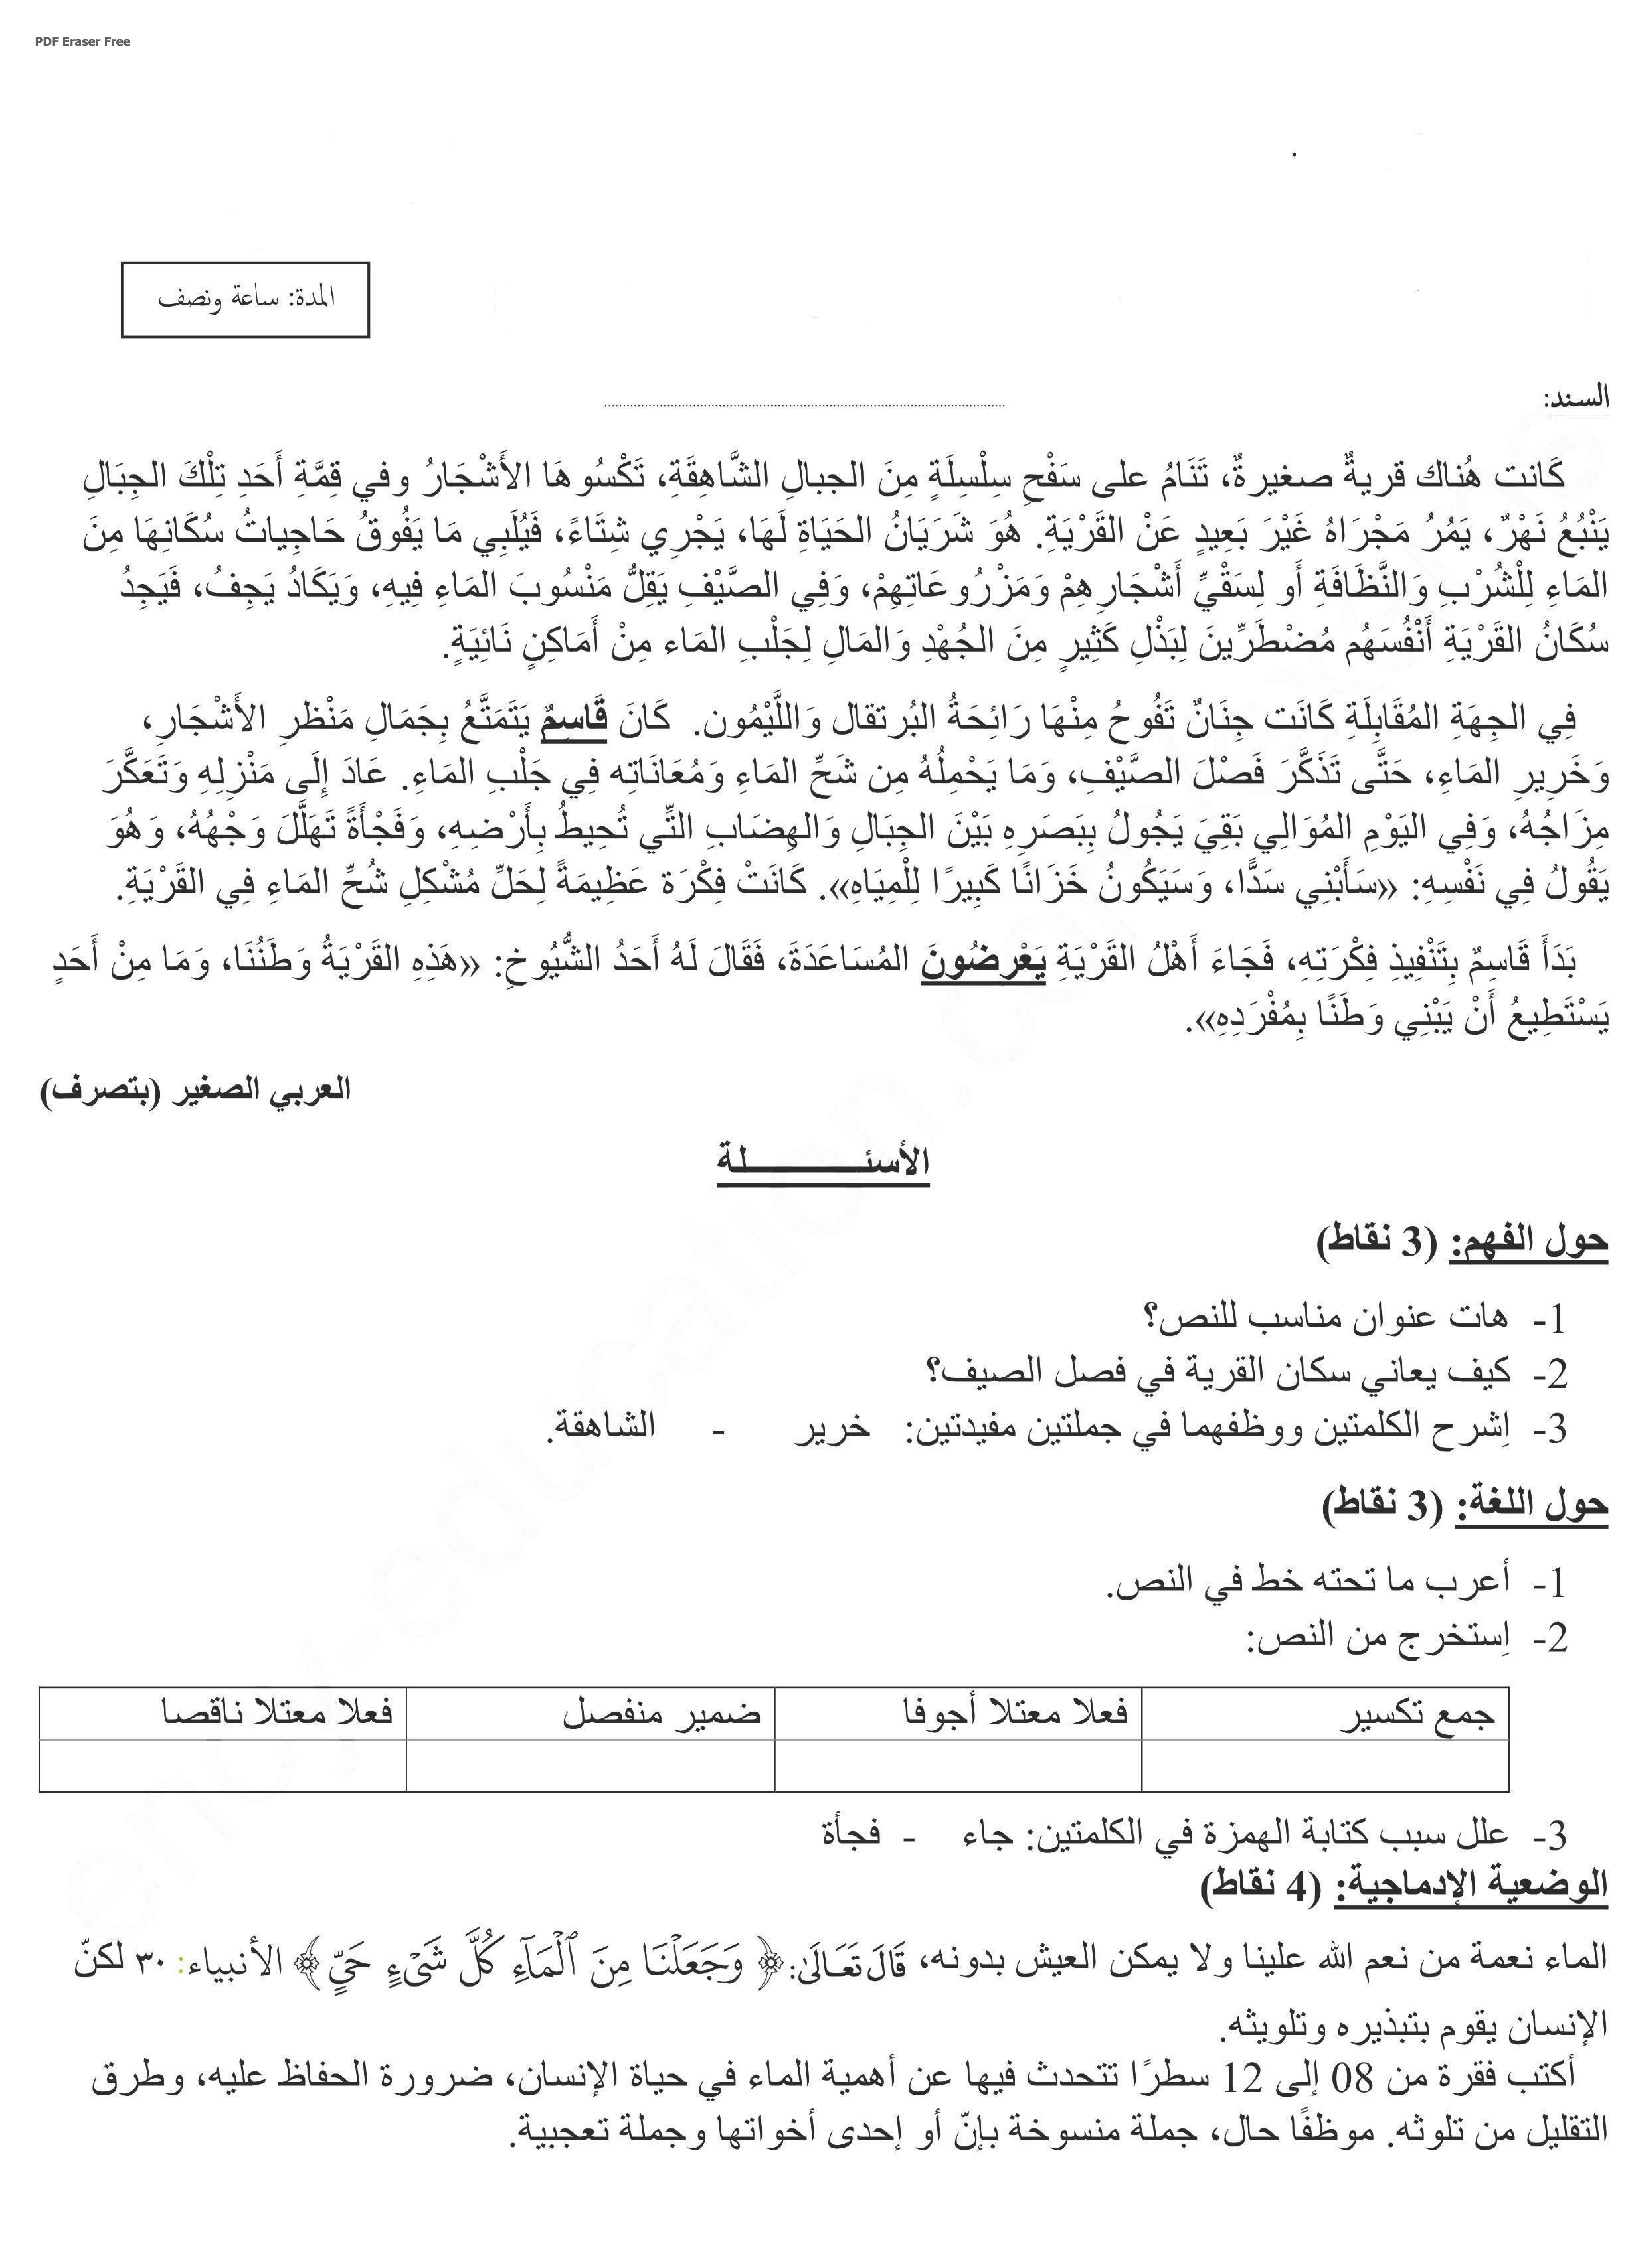 PDF Eraser Free
المدة: ساعة ونصف
السند:
كَانت هُناك قريةٌ صغيرةٌ، تَنَامُ على سَفْحِ سِلْسِلَةٍ مِنَ الجبالِ الشَّاهِقَةِ، تَكْسُوهَا الأَشْجَارُ وفي قِمَّةِ أَحَدِ تِلْكَ الجِبَالِ
يَنْبُعُ نَهْرٌ، يَمُرُ مَجْرَاهُ غَيْرَ بَعِيدٍ عَنْ القَرْيَةِ. هُوَ شَرَيَانُ الحَيَاةِ لَهَا، يَجْرِي شِتَاءً، فَيُلَبِي مَا يَفُوقُ حَاجِياتُ سُكَانِهَا مِنَ
المَاءِ لِلْشُرْبِ وَالنَّظَافَةِ أو لِسَقْيِّ أَشْجَارِهِمْ وَمَزْرُوعَاتِهِمْ، وَفِي الصَّيْفِ يَقِلُّ مَنْسُوبَ المَاءِ فِيهِ، وَيَكَادُ يَجِفُ، فَيَجِدُ
سُكَانُ القَرْيَةِ أَنْفُسَهُم مُضْطَرِّينَ لِبَذْلِ كَثِيرٍ مِنَ الجُهْدِ وَالمَالِ لِجَلْبِ المَاء مِنْ أَمَاكِنٍ نَائِيَةٍ.
فِي الجِهَةِ المُقَابِلَةِ كَانَت جِنَانٌ تَفُوحُ مِنْهَا رَائِحَةُ البُرتقال وَاللَّيْمُون. كَانَ قَاسِمٌ يَتَمَتَّعُ بِجَمَالِ مَنْظرِ الأَشْجَارِ،
وَخَرِيرِ المَاءِ، حَتَّى تَذَكَّرَ فَصْلَ الصَّيْفِ، وَمَا يَحْمِلُهُ مِن شَحِّ المَاءِ وَمُعَانَاتِه فِي جَلْبِ المَاءِ. عَادَ إِلَى مَنْزِلِهِ وَتَعَكَّرَ
مِزَاجُهُ، وَفِي اليَوْمِ المُوَالِي بَقِيَ يَجُولُ بِبَصَرِهِ بَيْنَ الجِبَالِ وَالهِضَابِ التِّي تُحِيطُ بِأَرْضِهِ، وَفَجْأَةً تَهَلَّلَ وَجْهُهُ، وَهُوَ
يَقُولُ فِي نَفْسِهِ: «سَأَبْنِي سَدًّا، وَسَيَكُونُ خَزَانًا كَبِيرًا لِلْمِيَاهِ». كَانَتْ فِكْرَة عَظِيمَةً لِحَلِّ مُشْكِلِ شُحِّ المَاءِ فِي القَرْيَةِ.
بَدَأَ قَاسِمٌ بِتَنْفِيذِ فِكْرَتِهِ، فَجَاءَ أَهْلُ القَرْيَةِ يَعْرِضُونَ المُسَاعَدَةَ، فَقَالَ لَهُ أَحَدُ الشُّيُوخِ: «هَذِهِ القَرْيَةُ وَطَنُنَا، وَمَا مِنْ أَحَدٍ
يَسْتَطِيعُ أَنْ يَبْنِي وَطَنًا بِمُفْرَدِهِ».
العربي الصغير (بتصرف)
الأسئـــــــــــلة
حول الفهم: (3 نقاط)
1- هات عنوان مناسب للنص؟
2- كيف يعاني سكان القرية في فصل الصيف؟
3- إشرح الكلمتين ووظفهما في جملتين مفيدتين: خرير - الشاهقة.
حول اللغة: (3 نقاط)
1- أعرب ما تحته خط في النص.
2- إستخرج من النص:
جمع تكسير فعلا معتلا أجوفا ضمير منفصل فعلا معتلا ناقصا
3- علل سبب كتابة الهمزة في الكلمتين: جاء - فجأة
الوضعية الإدماجية: (4 نقاط)
الماء نعمة من نعم الله علينا ولا يمكن العيش بدونه، قَالَ تَعَالَىٰ: ﴿ وَجَعَلْنَا مِنَ ٱلْمَآءِ كُلَّ شَىْءٍ حَيٍّ ﴾ الأنبياء: ٣٠ لكنّ
الإنسان يقوم بتبذيره وتلويثه.
أكتب فقرة من 08 إلى 12 سطرًا تتحدث فيها عن أهمية الماء في حياة الإنسان، ضرورة الحفاظ عليه، وطرق
التقليل من تلوثه. موظفًا حال، جملة منسوخة بإنّ أو إحدى أخواتها وجملة تعجبية.
ency-education.com